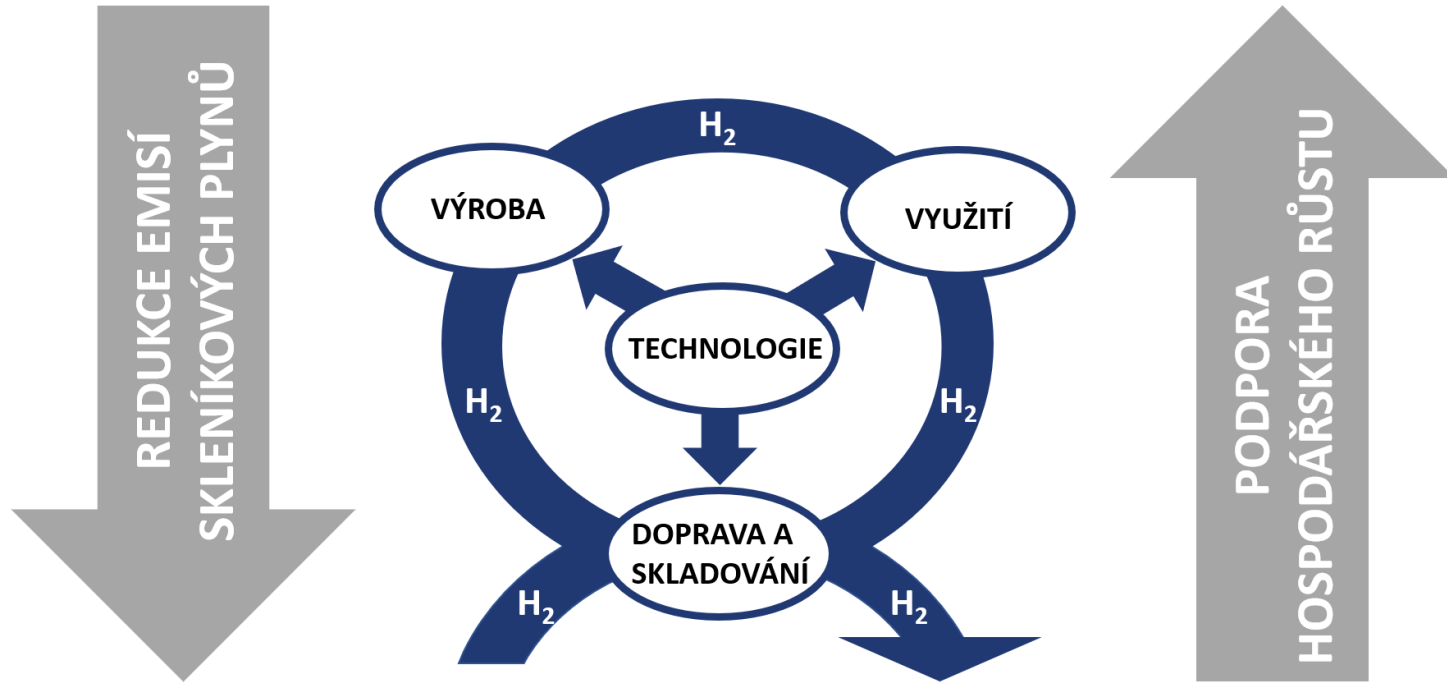 REDUKCE EMISÍ
SKLENÍKOVÝCH PLYNŮ
H₂
VÝROBA
VYUŽITÍ
TECHNOLOGIE
H₂
H₂
DOPRAVA A
SKLADOVÁNÍ
H₂
H₂
PODPORA
HOSPODÁŘSKÉHO RŮSTU